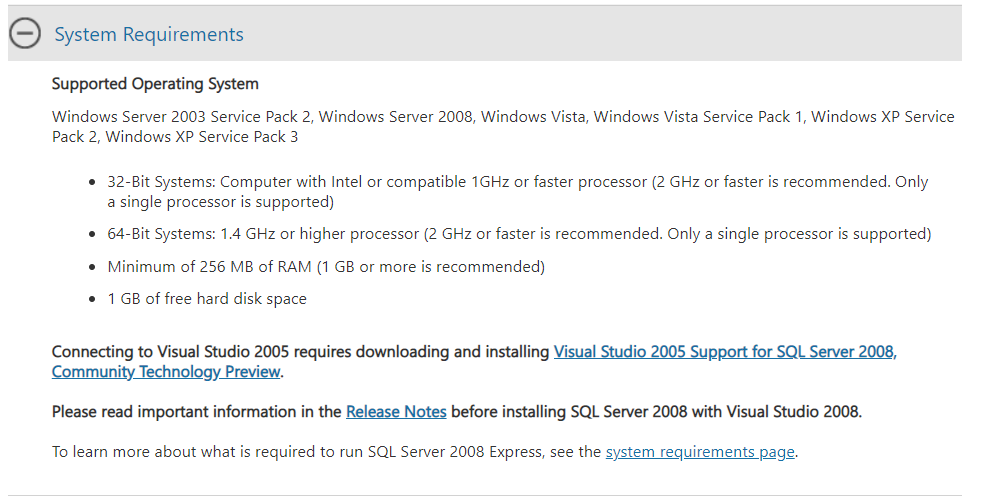 System Requirements
Supported Operating System
Windows Server 2003 Service Pack 2, Windows Server 2008, Windows Vista, Windows Vista Service Pack 1, Windows XP Service
Pack 2, Windows XP Service Pack 3
• 32-Bit Systems: Computer with Intel or compatible 1GHz or faster processor (2 GHz or faster is recommended. Only
a single processor is supported)
• 64-Bit Systems: 1.4 GHz or higher processor (2 GHz or faster is recommended. Only a single processor is supported)
• Minimum of 256 MB of RAM (1 GB or more is recommended)
• 1 GB of free hard disk space
Connecting to Visual Studio 2005 requires downloading and installing Visual Studio 2005 Support for SQL Server 2008,
Community Technology Preview.
Please read important information in the Release Notes before installing SQL Server 2008 with Visual Studio 2008.
To learn more about what is required to run SQL Server 2008 Express, see the system requirements page.